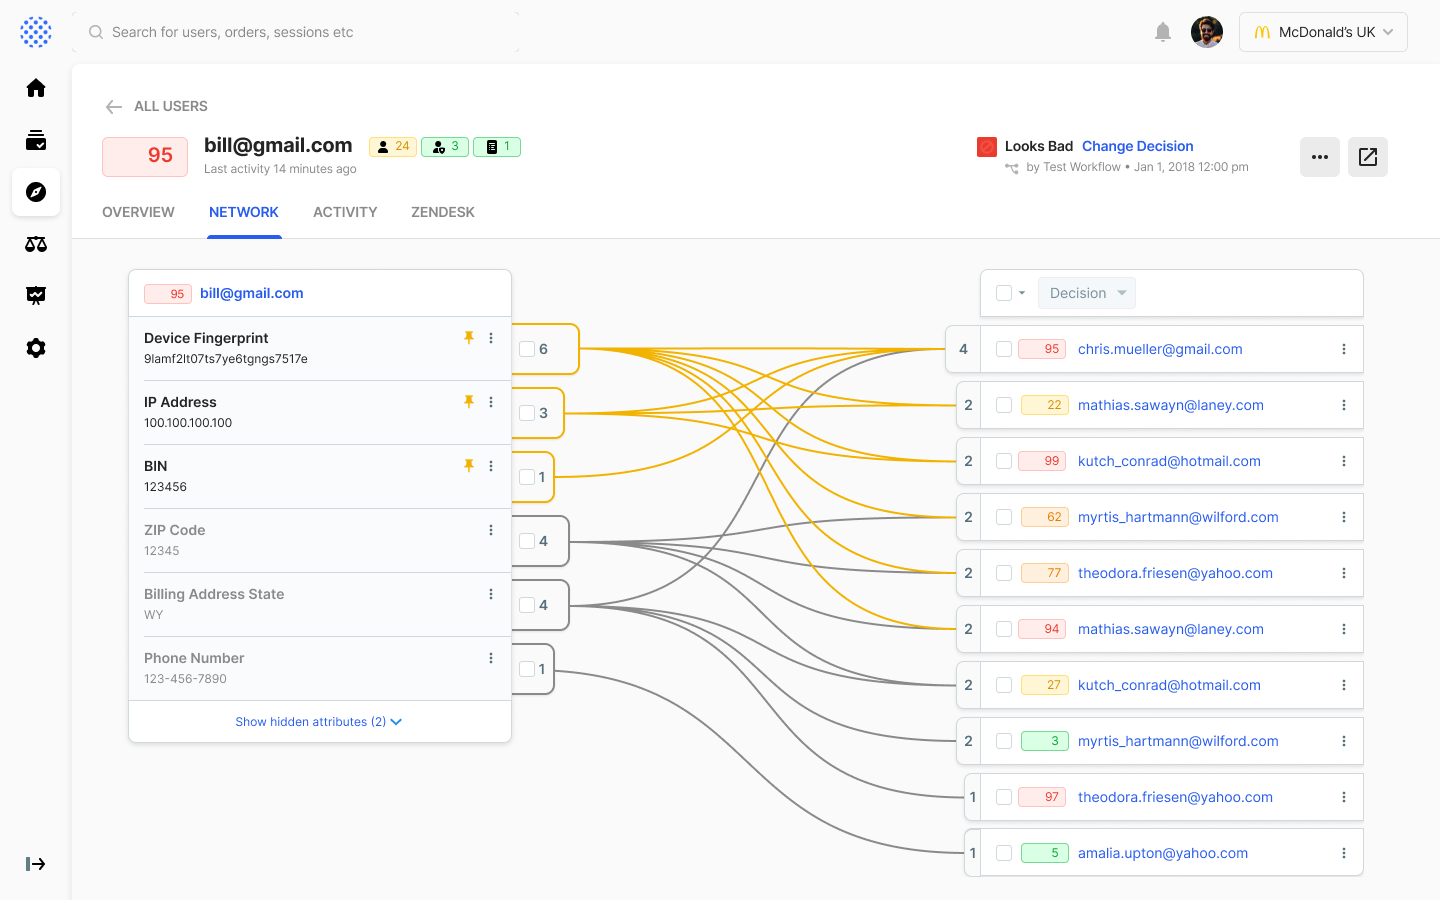 Search for users, orders, sessions etc
McDonald's UK
ALL USERS
95
bill@gmail.com
24
3
1
Last activity 14 minutes ago
Looks Bad Change Decision
by Test Workflow • Jan 1, 2018 12:00 pm
OVERVIEW
NETWORK
ACTIVITY
ZENDESK
95 bill@gmail.com
Device Fingerprint
9lamf2lt07ts7ye6tgngs7517e
6
IP Address
100.100.100.100
3
BIN
123456
1
ZIP Code
12345
4
Billing Address State
WY
4
Phone Number
123-456-7890
1
Show hidden attributes (2)
Decision
4 95 chris.mueller@gmail.com
2 22 mathias.sawayn@laney.com
2 99 kutch_conrad@hotmail.com
2 62 myrtis_hartmann@wilford.com
2 77 theodora.friesen@yahoo.com
2 94 mathias.sawayn@laney.com
2 27 kutch_conrad@hotmail.com
2 3 myrtis_hartmann@wilford.com
1 97 theodora.friesen@yahoo.com
1 5 amalia.upton@yahoo.com